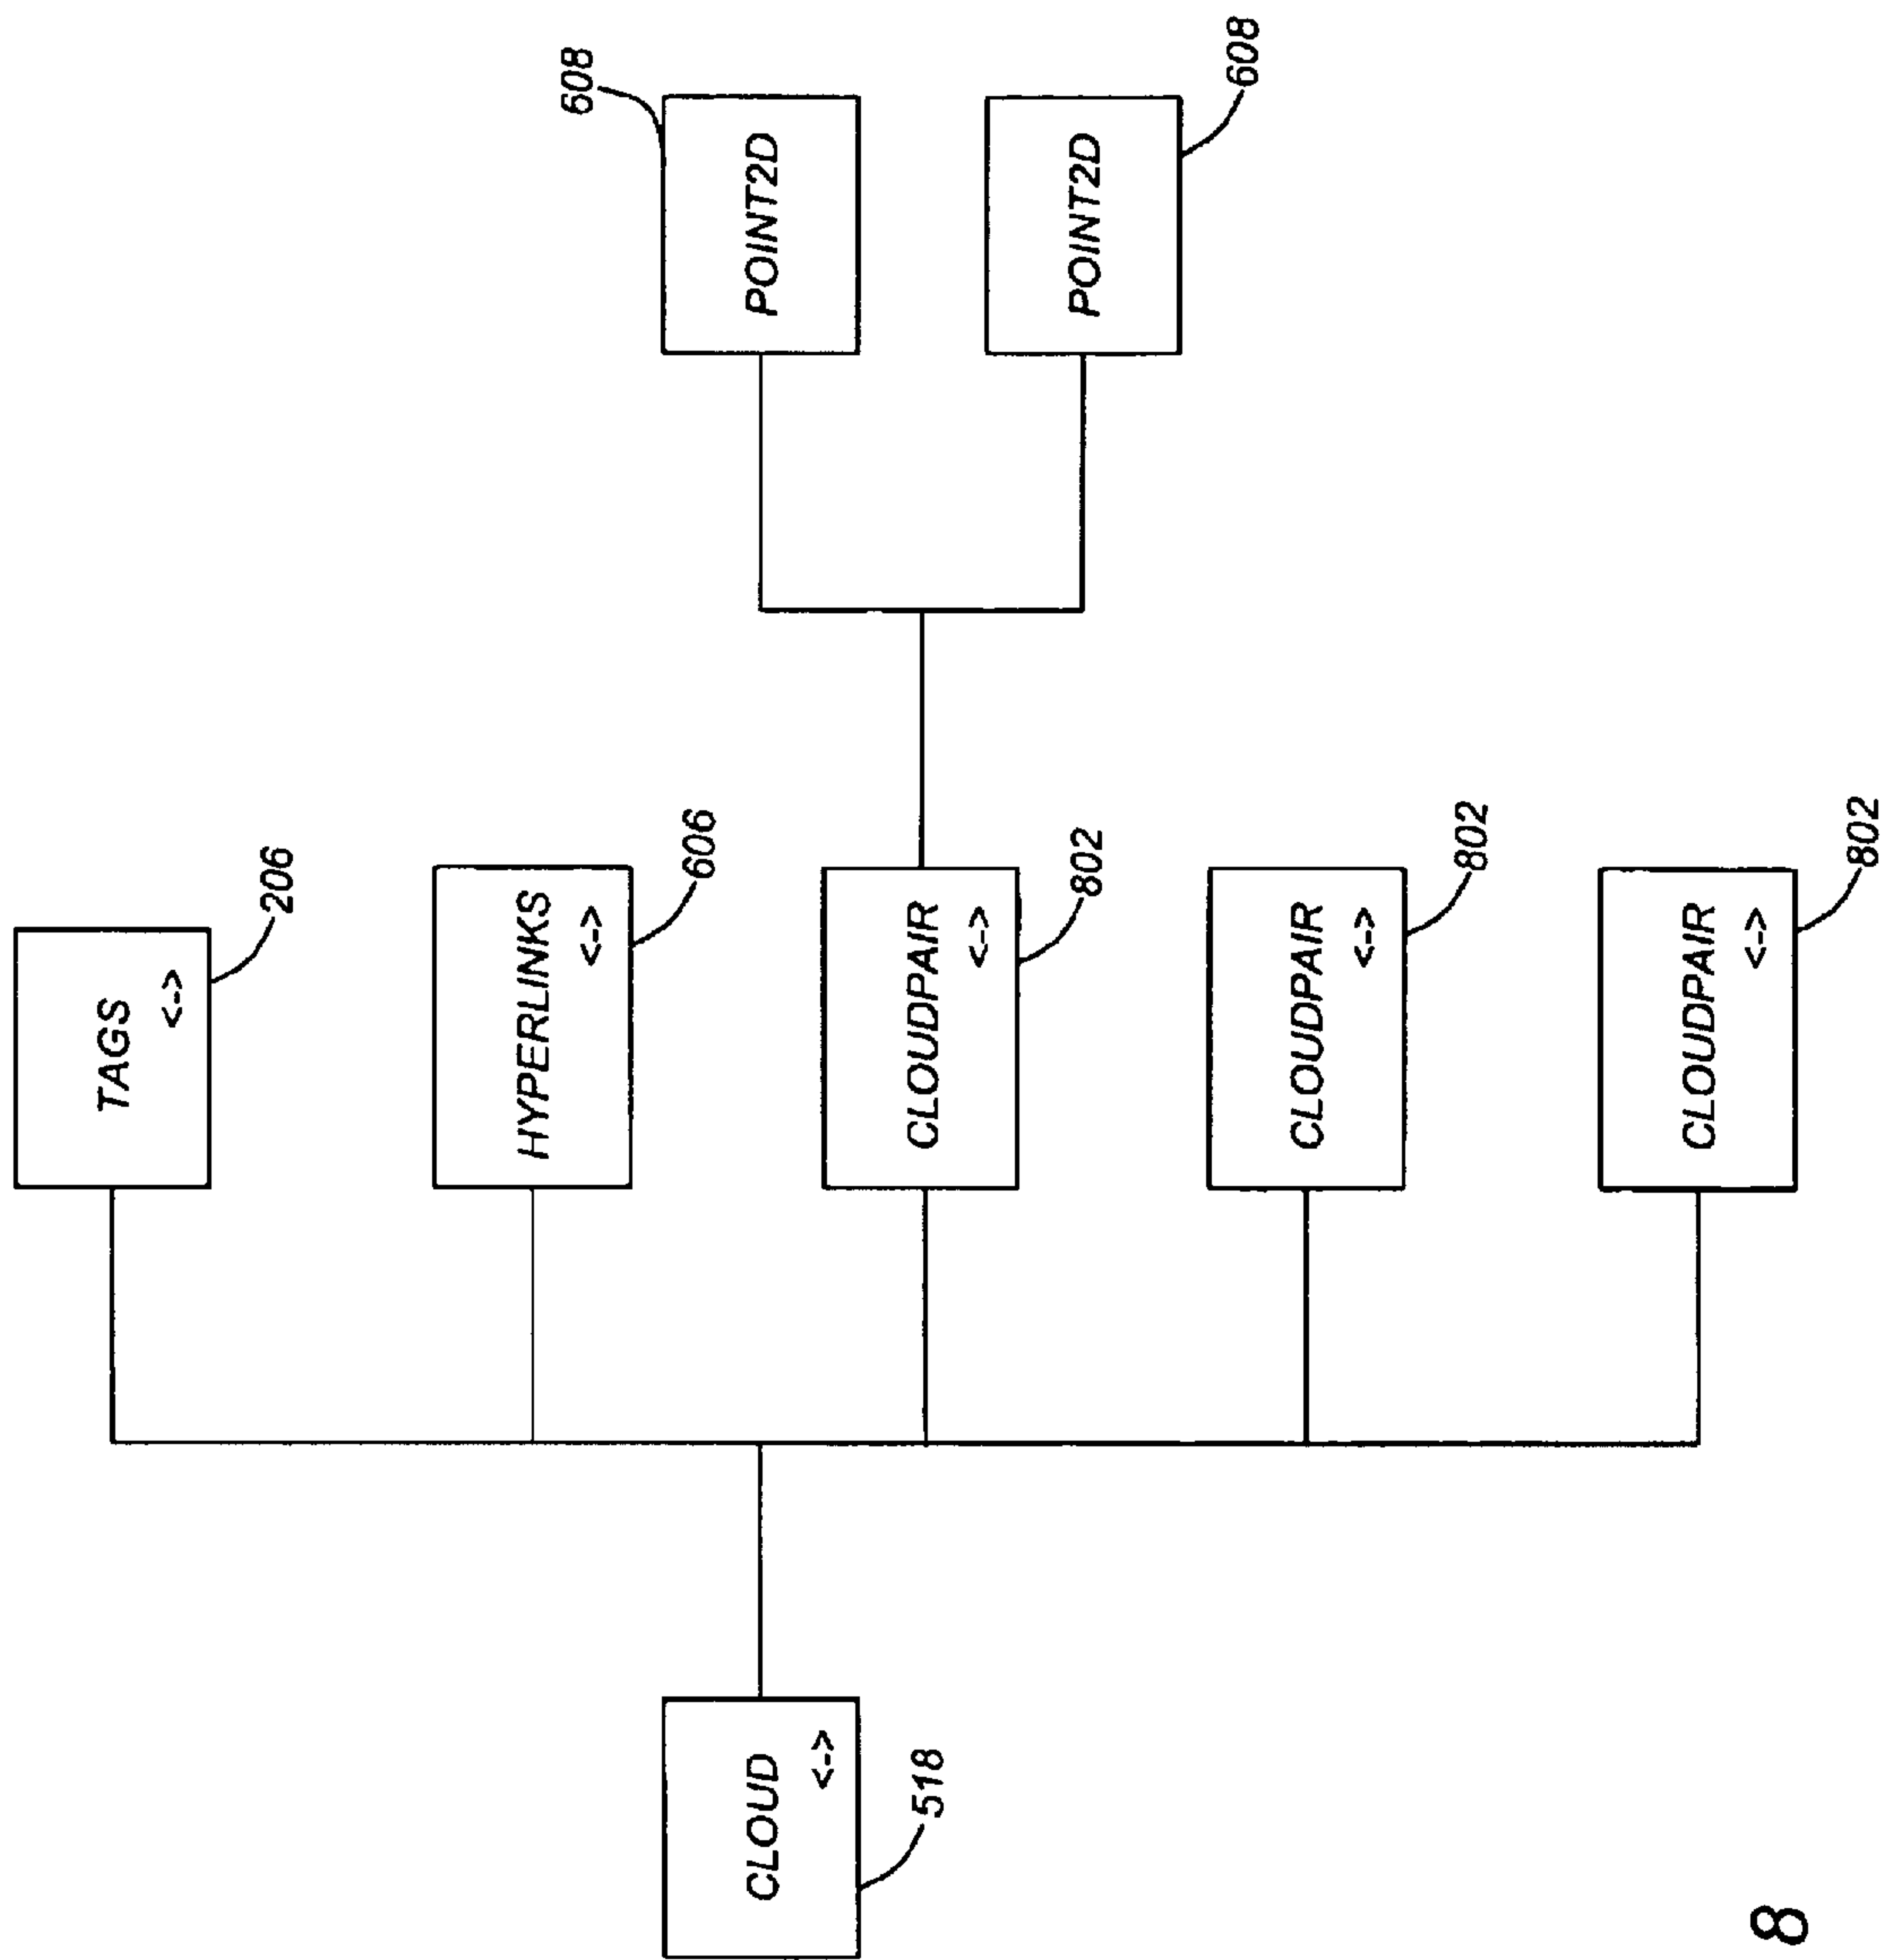 CLOUD
<->
518
TAGS
<->
206
HYPERLINKS
<->
606
CLOUDPAIR
<->
802
CLOUDPAIR
<->
802
CLOUDPAIR
<->
802
608
POINT2D
POINT2D
608
8